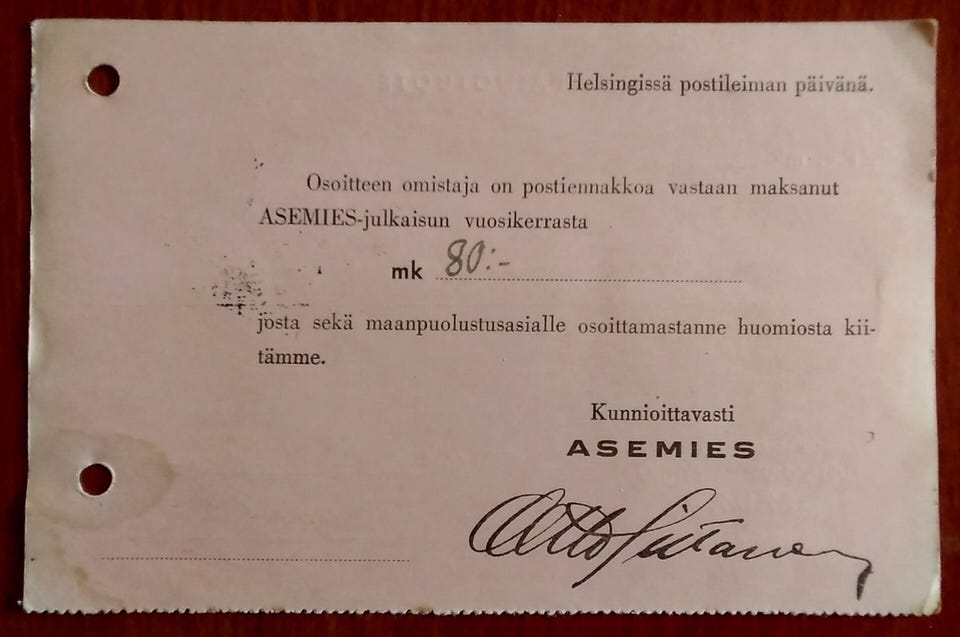 Helsingissä postileiman päivänä.
Osoitteen omistaja on postiennakkoa vastaan maksanut
ASEMIES-julkaisun vuosikerrasta
mk 80:-
josta sekä maanpuolustusasialle osoittamastanne huomiosta kii-
tämme.
Kunnioittavasti
ASEMIES
Otto